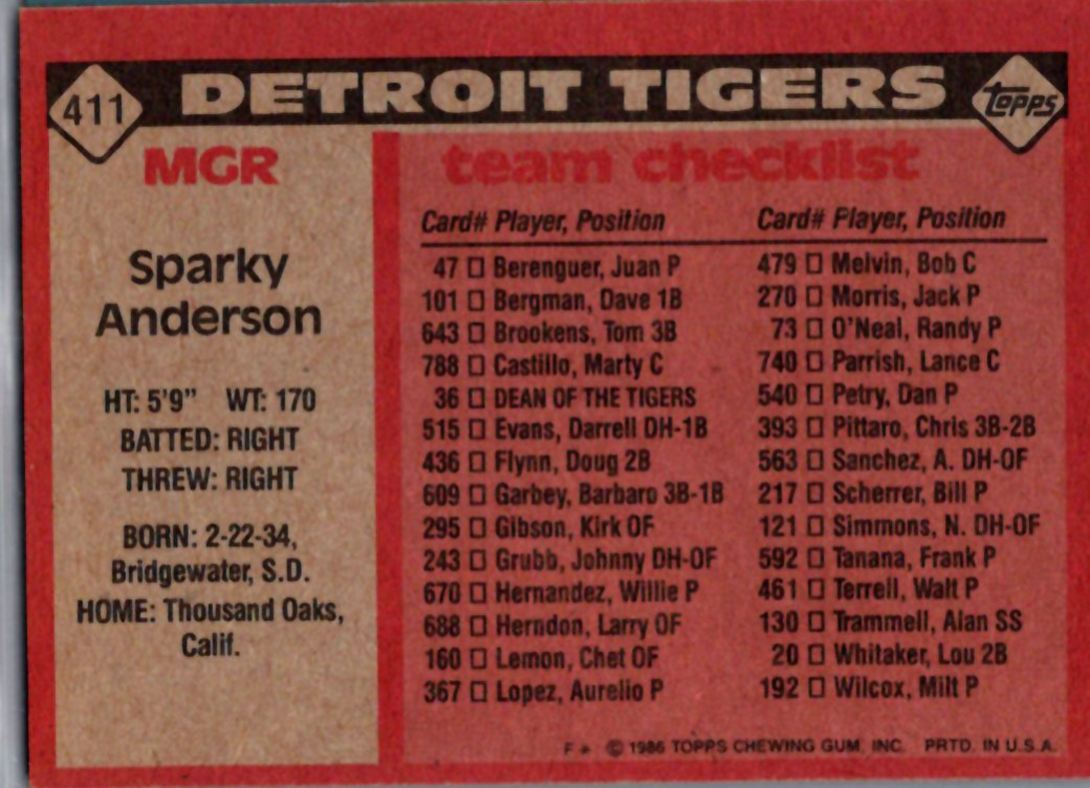 411 DETROIT TIGERS topps
MGR
Sparky
Anderson
HT: 5'9" WT: 170
BATTED: RIGHT
THREW: RIGHT
BORN: 2-22-34,
Bridgewater, S.D.
HOME: Thousand Oaks,
Calif.
team checklist
Card# Player, Position
47 □ Berenguer, Juan P
101 □ Bergman, Dave 1B
643 □ Brookens, Tom 3B
788 □ Castillo, Marty C
36 □ DEAN OF THE TIGERS
515 □ Evans, Darrell DH-1B
436 □ Flynn, Doug 2B
609 □ Garbey, Barbaro 3B-1B
295 □ Gibson, Kirk OF
243 □ Grubb, Johnny DH-OF
670 □ Hernandez, Willie P
688 □ Herndon, Larry OF
160 □ Lemon, Chet OF
367 □ Lopez, Aurelio P
Card# Player, Position
479 □ Melvin, Bob C
270 □ Morris, Jack P
73 □ O'Neal, Randy P
740 □ Parrish, Lance C
540 □ Petry, Dan P
393 □ Pittaro, Chris 3B-2B
563 □ Sanchez, A. DH-OF
217 □ Scherrer, Bill P
121 □ Simmons, N. DH-OF
592 □ Tanana, Frank P
461 □ Terrell, Walt P
130 □ Trammell, Alan SS
20 □ Whitaker, Lou 2B
192 □ Wilcox, Milt P
F * © 1986 TOPPS CHEWING GUM, INC. PRTD. IN U.S.A.